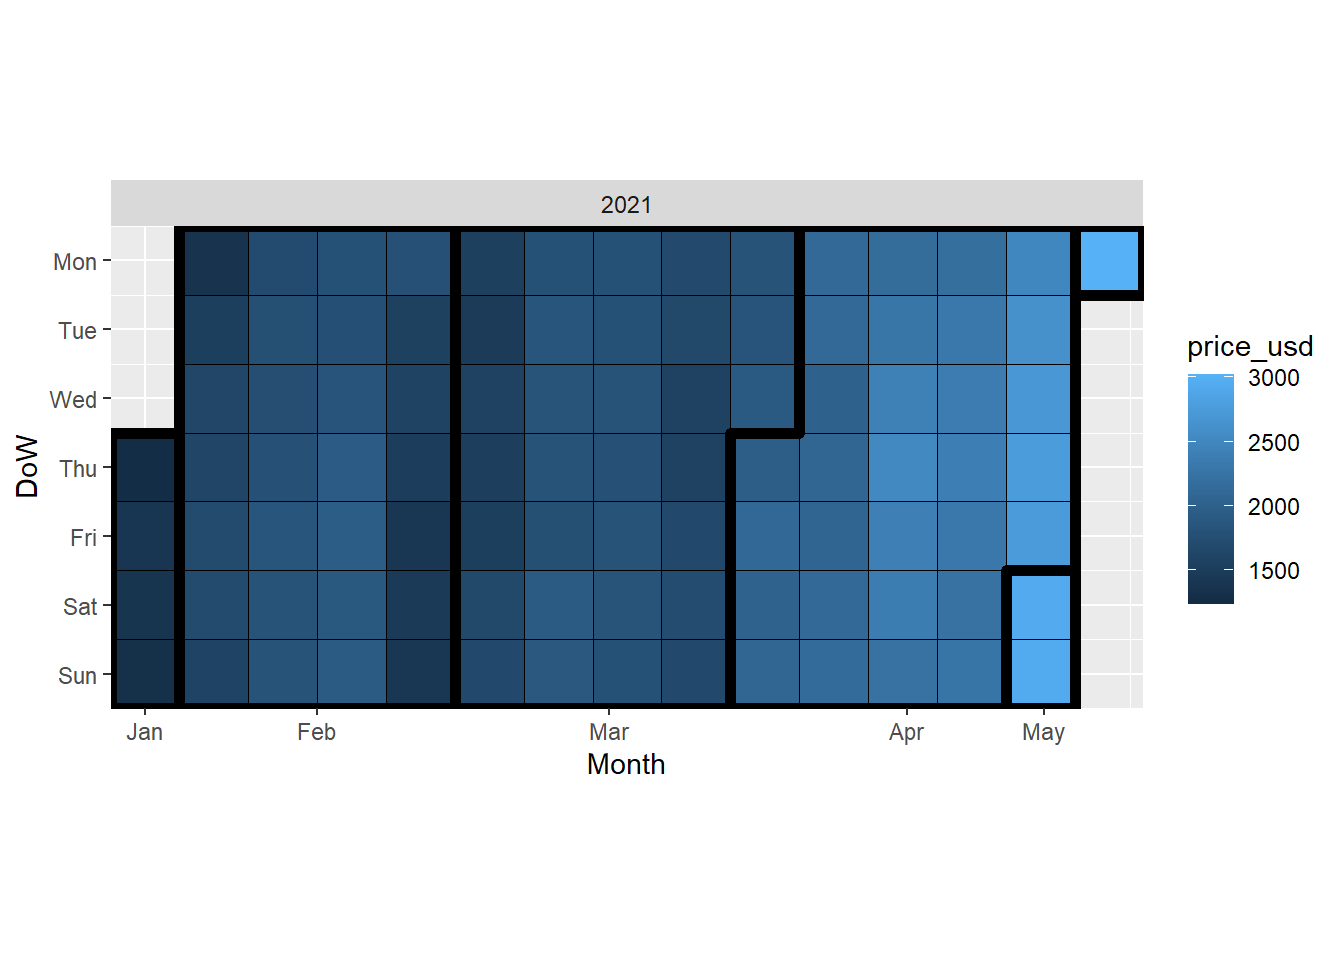 2021
Mon
Tue
Wed
Thu
Fri
Sat
Sun
DoW
Jan Feb Mar Apr May
Month
price_usd
3000
2500
2000
1500